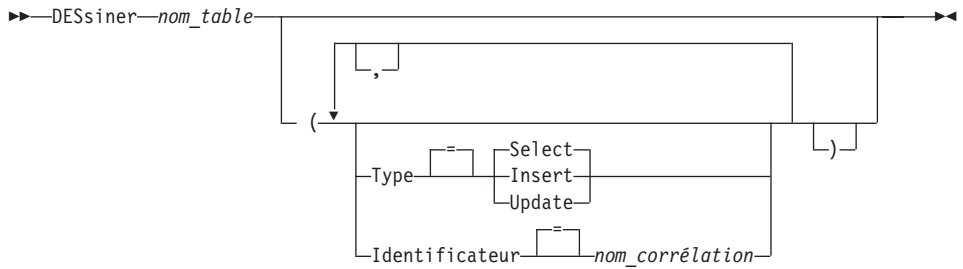 DESsiner nom_table
,
(
)
= Select
Type Insert
Update
=
Identificateur nom_corrélation